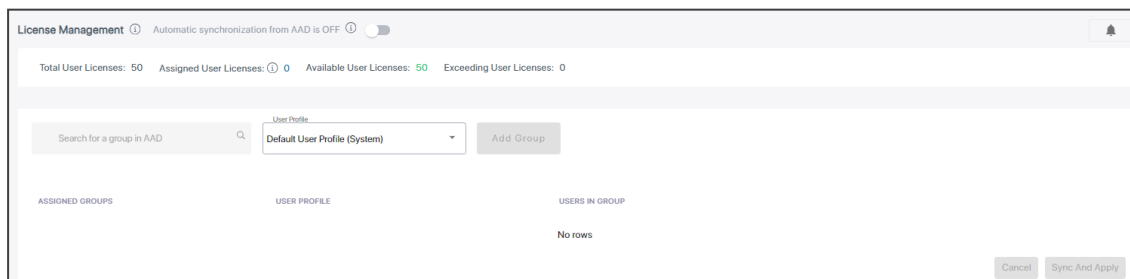 License Management ⓘ Automatic synchronization from AAD is OFF ⓘ
Total User Licenses: 50 Assigned User Licenses: ⓘ 0 Available User Licenses: 50 Exceeding User Licenses: 0
User Profile
Search for a group in AAD Default User Profile (System) Add Group
ASSIGNED GROUPS USER PROFILE USERS IN GROUP
No rows
Cancel Sync And Apply